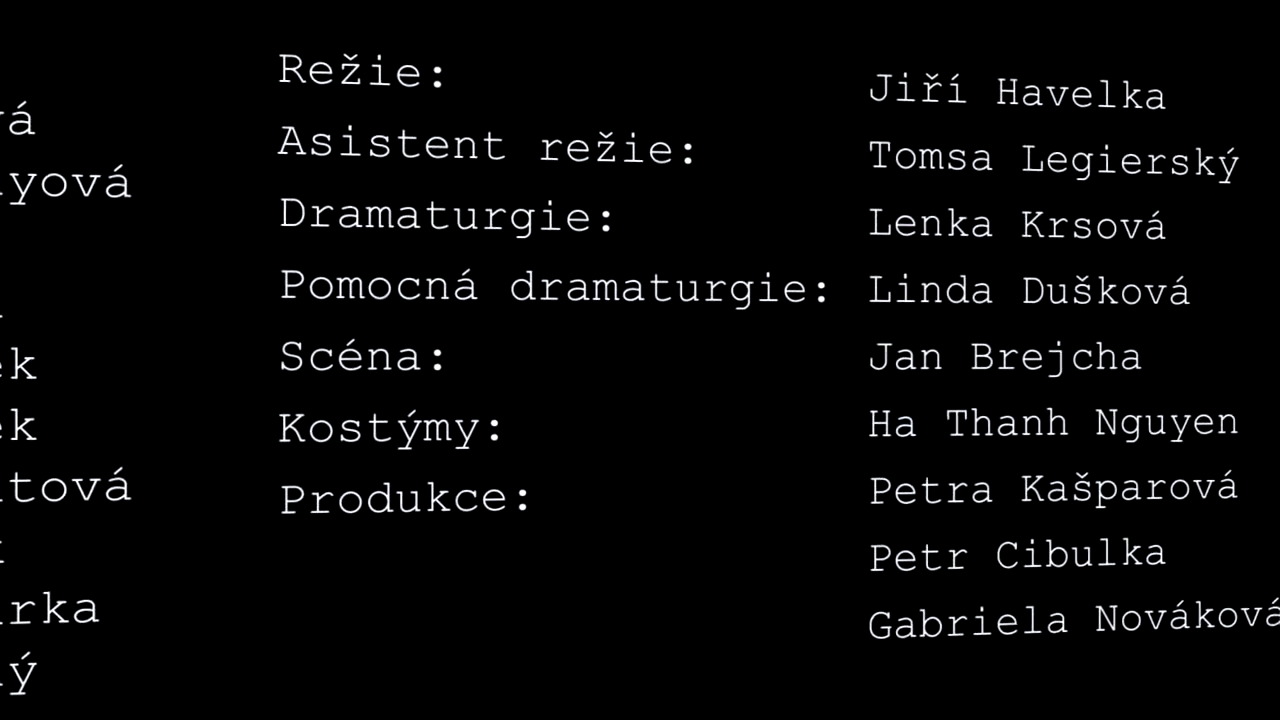 Režie:
Asistent režie:
Dramaturgie:
Pomocná dramaturgie:
Scéna:
Kostýmy:
Produkce:
Jiří Havelka
Tomsa Legierský
Lenka Krsová
Linda Dušková
Jan Brejcha
Ha Thanh Nguyen
Petra Kašparová
Petr Cibulka
Gabriela Nováková